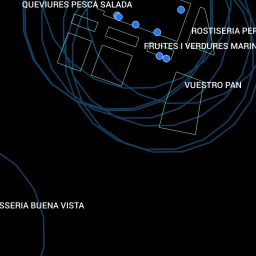 QUEVIURES PESCA SALADA
ROSTISERIA PER
FRUITES I VERDURES MARIN
VUESTRO PAN
SSERIA BUENA VISTA